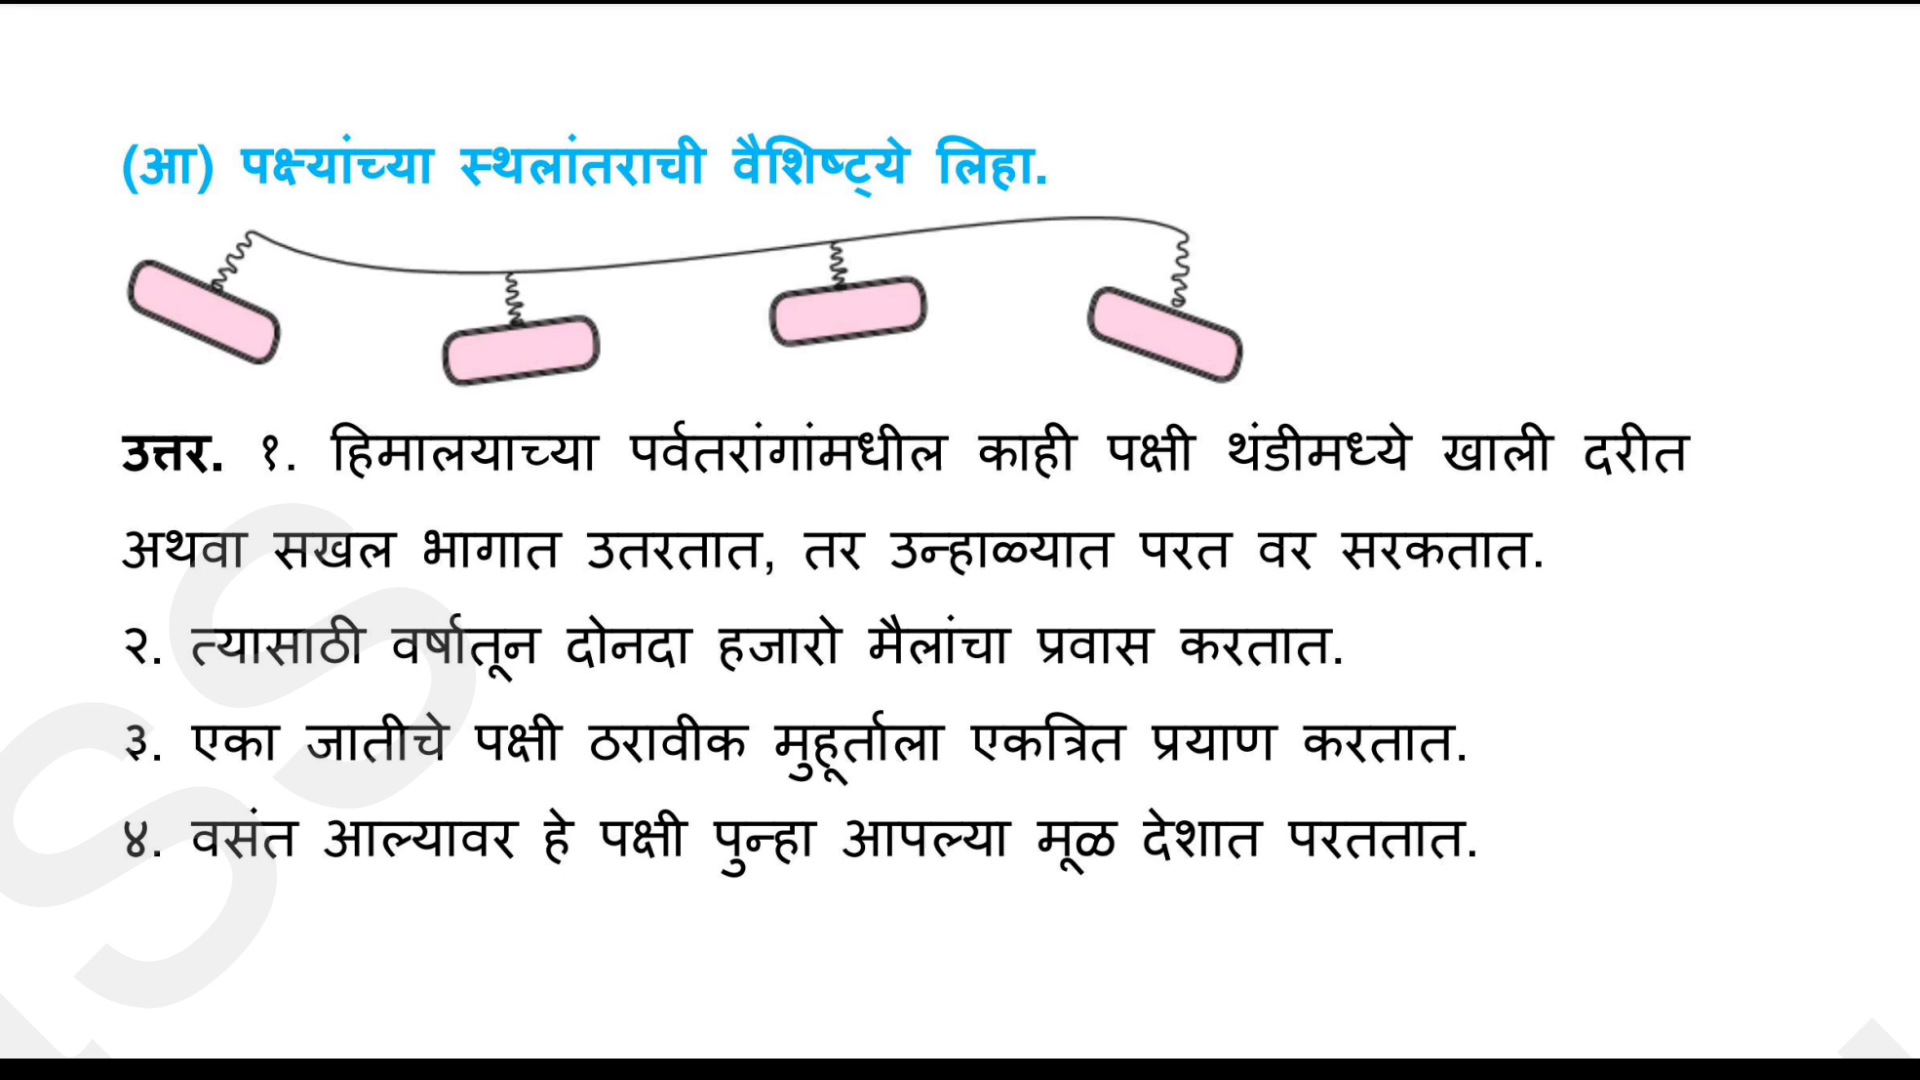 (आ) पक्ष्यांच्या स्थलांतराची वैशिष्ट्ये लिहा.
उत्तर. १. हिमालयाच्या पर्वतरांगांमधील काही पक्षी थंडीमध्ये खाली दरीत
अथवा सखल भागात उतरतात, तर उन्हाळ्यात परत वर सरकतात.
२. त्यासाठी वर्षातून दोनदा हजारो मैलांचा प्रवास करतात.
३. एका जातीचे पक्षी ठरावीक मुहूर्ताला एकत्रित प्रयाण करतात.
४. वसंत आल्यावर हे पक्षी पुन्हा आपल्या मूळ देशात परततात.